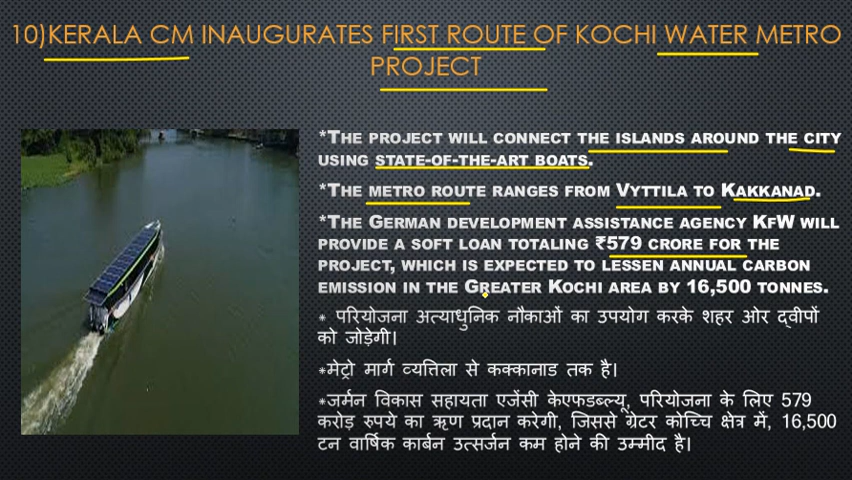 10)KERALA CM INAUGURATES FIRST ROUTE OF KOCHI WATER METRO
PROJECT
*THE PROJECT WILL CONNECT THE ISLANDS AROUND THE CITY
USING STATE-OF-THE-ART BOATS.
*THE METRO ROUTE RANGES FROM VYTTILA TO KAKKANAD.
*THE GERMAN DEVELOPMENT ASSISTANCE AGENCY KFW WILL
PROVIDE A SOFT LOAN TOTALING ₹579 CRORE FOR THE
PROJECT, WHICH IS EXPECTED TO LESSEN ANNUAL CARBON
EMISSION IN THE GREATER KOCHI AREA BY 16,500 TONNES.
* परियोजना अत्याधुनिक नौकाओं का उपयोग करके शहर ओर द्वीपों
को जोड़ेगी।
*मेट्रो मार्ग व्यत्तिला से कक्कानाड तक है।
*जर्मन विकास सहायता एजेंसी केएफडब्ल्यू, परियोजना के लिए 579
करोड़ रुपये का ऋण प्रदान करेगी, जिससे ग्रेटर कोच्चि क्षेत्र में, 16,500
टन वार्षिक कार्बन उत्सर्जन कम होने की उम्मीद है।